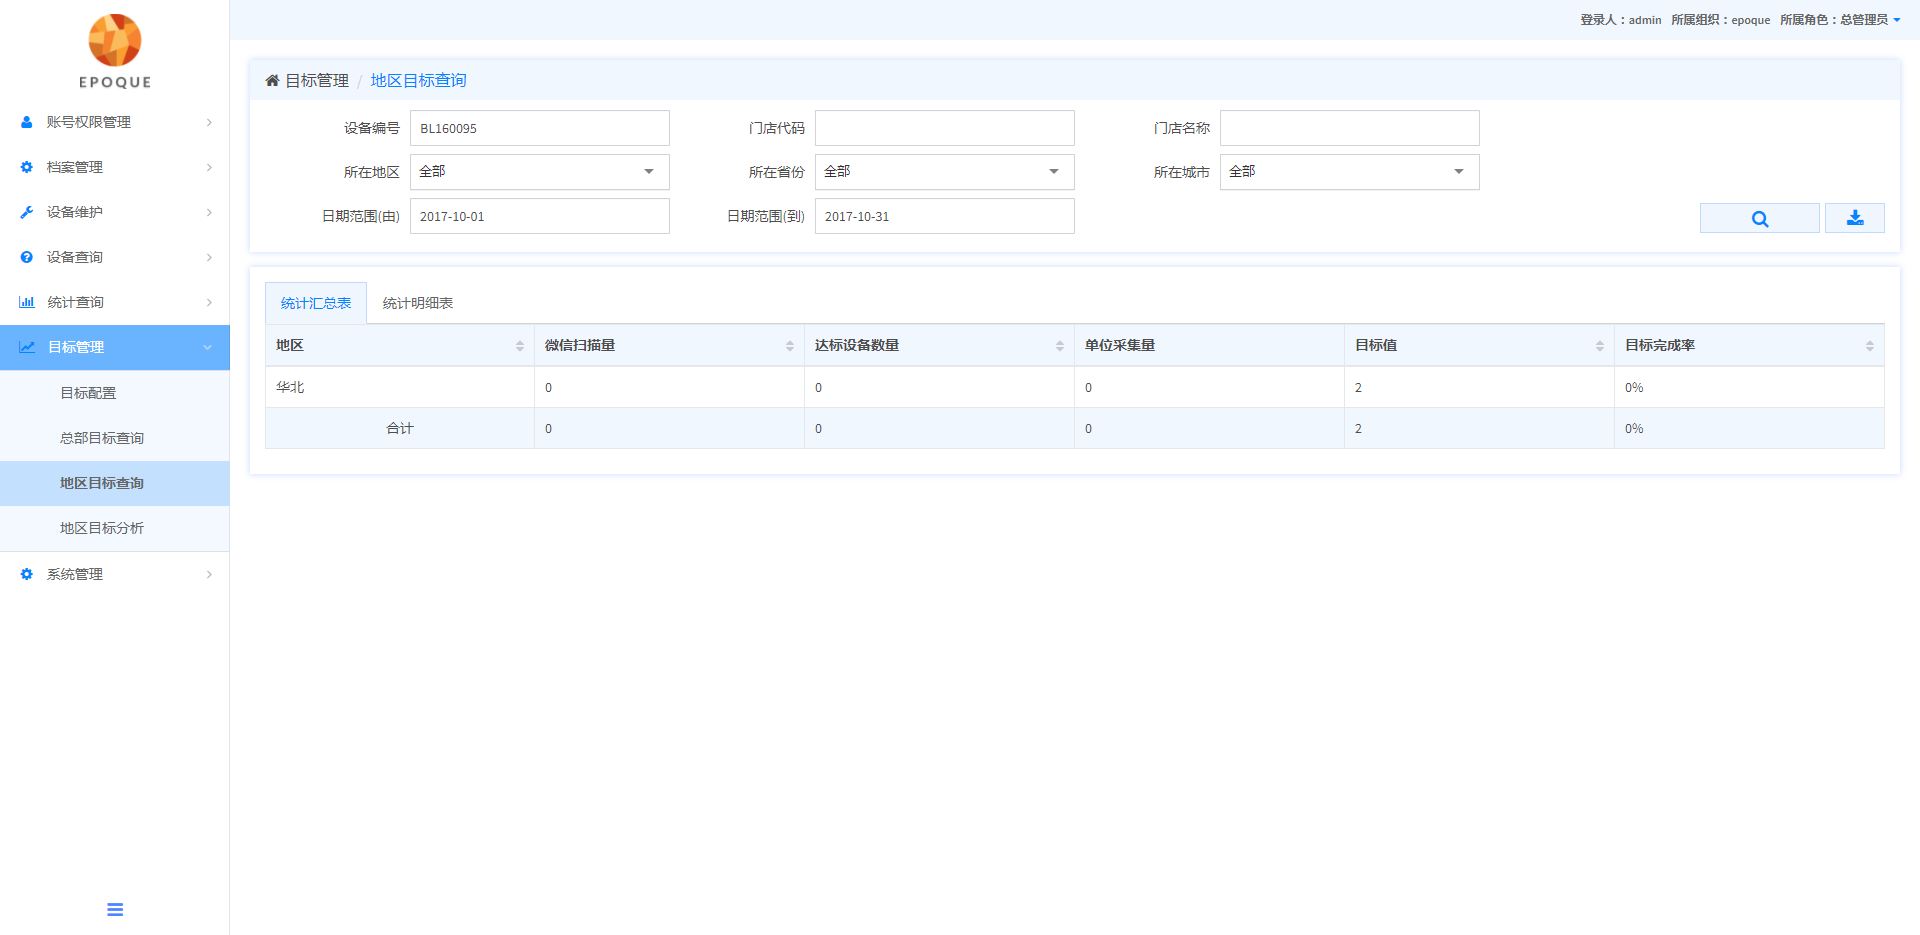 EPOQUE
账号权限管理
档案管理
设备维护
设备查询
统计查询
目标管理
目标配置
总部目标查询
地区目标查询
地区目标分析
系统管理
登录人：admin 所属组织：epoque 所属角色：总管理员
目标管理 / 地区目标查询
设备编号 BL160095 门店代码 门店名称
所在地区 全部 所在省份 全部 所在城市 全部
日期范围(由) 2017-10-01 日期范围(到) 2017-10-31
统计汇总表 统计明细表
地区 微信扫描量 达标设备数量 单位采集量 目标值 目标完成率
华北 0 0 0 2 0%
合计 0 0 0 2 0%